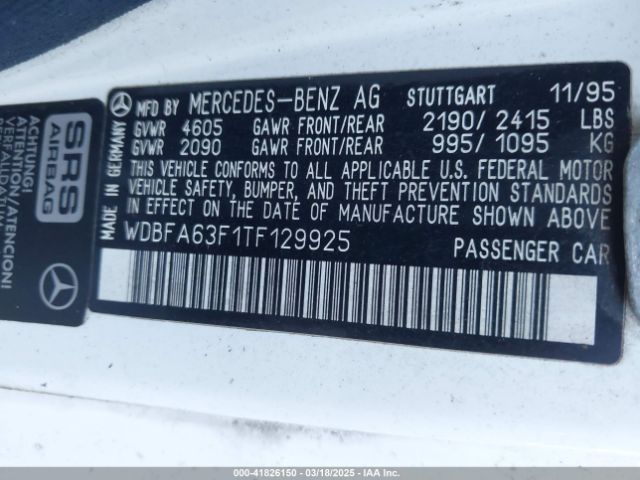 MFD BY MERCEDES-BENZ AG STUTTGART 11/95
GVWR 4605 GAWR FRONT/REAR 2190/ 2415 LBS
GVWR 2090 GAWR FRONT/REAR 995/ 1095 KG
THIS VEHICLE CONFORMS TO ALL APPLICABLE U.S. FEDERAL MOTOR
VEHICLE SAFETY, BUMPER, AND THEFT PREVENTION STANDARDS
IN EFFECT ON THE DATE OF MANUFACTURE SHOWN ABOVE
WDBFA63F1TF129925 PASSENGER CAR
MADE IN GERMANY
SRS
AIRBAG
ACHTUNG!
ATTENTION!
ATTENTION/ATENCION!
000-41826150 - 03/18/2025 - IAA Inc.